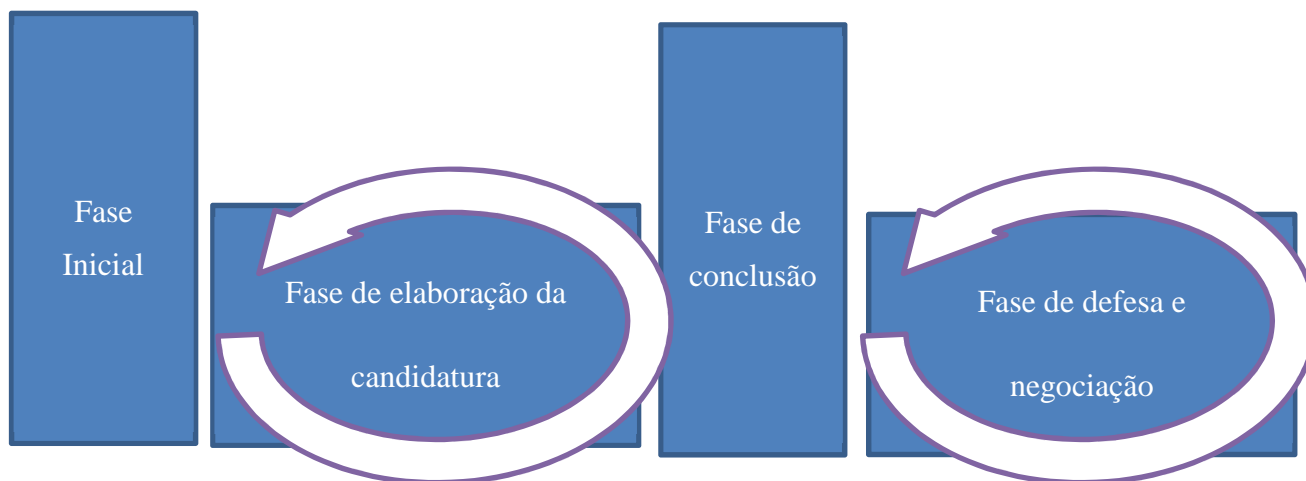 Fase
Inicial
Fase de elaboração da
candidatura
Fase de
conclusão
Fase de defesa e
negociação